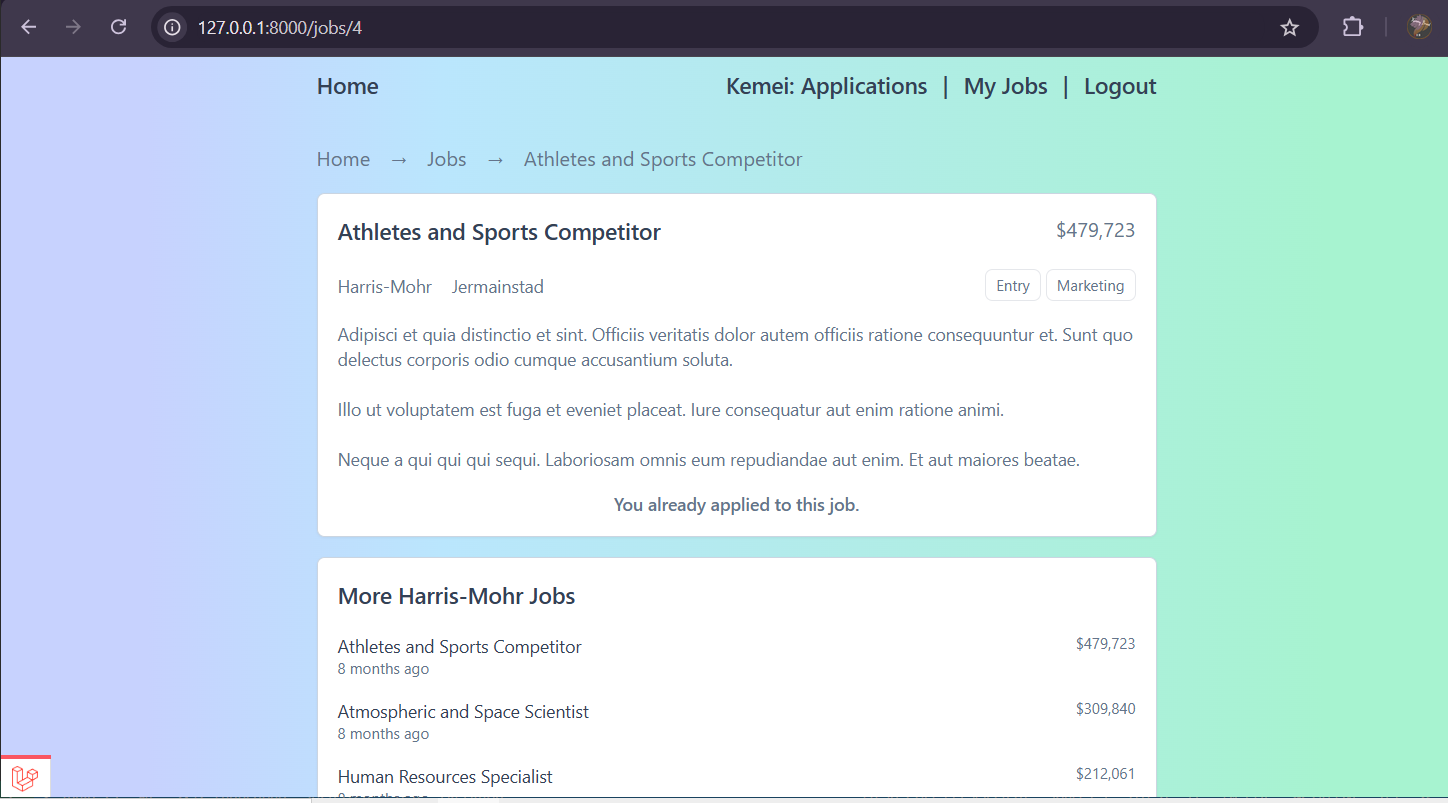 127.0.0.1:8000/jobs/4
Home Kemei: Applications | My Jobs | Logout
Home → Jobs → Athletes and Sports Competitor
Athletes and Sports Competitor $479,723
Harris-Mohr Jermainstad Entry Marketing
Adipisci et quia distinctio et sint. Officiis veritatis dolor autem officiis ratione consequuntur et. Sunt quo
delectus corporis odio cumque accusantium soluta.
Illo ut voluptatem est fuga et eveniet placeat. Iure consequatur aut enim ratione animi.
Neque a qui qui qui sequi. Laboriosam omnis eum repudiandae aut enim. Et aut maiores beatae.
You already applied to this job.
More Harris-Mohr Jobs
Athletes and Sports Competitor $479,723
8 months ago
Atmospheric and Space Scientist $309,840
8 months ago
Human Resources Specialist $212,061